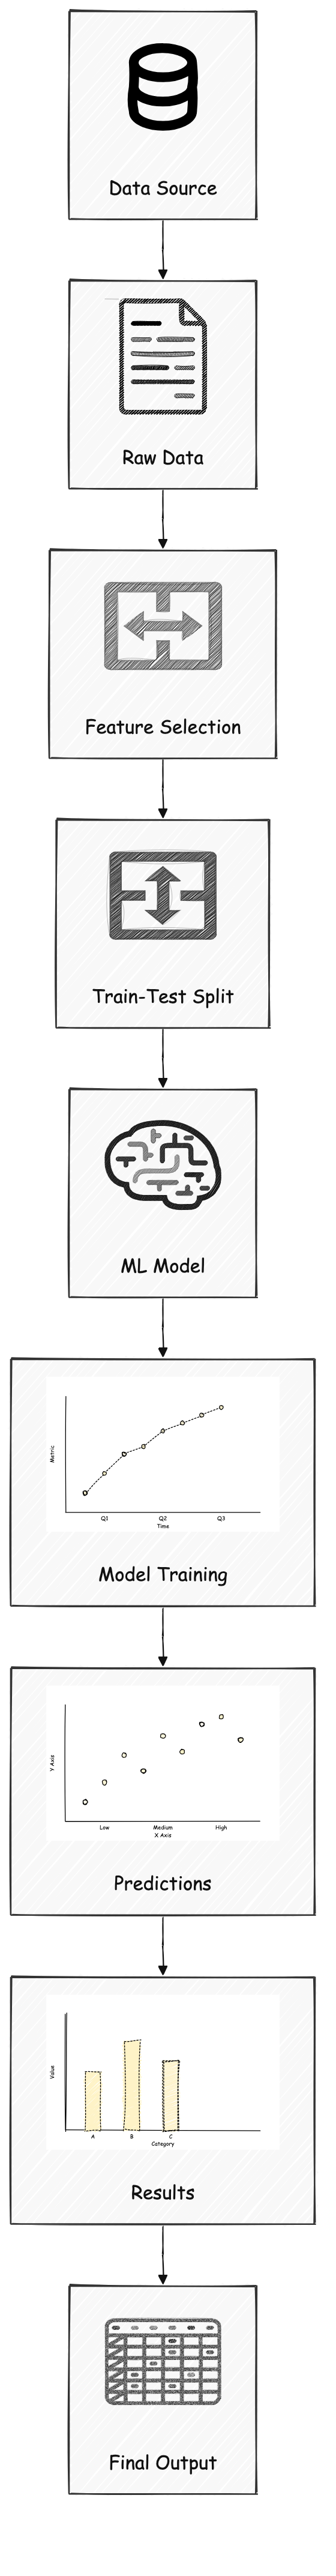 Data Source
Raw Data
Feature Selection
Train-Test Split
ML Model
Metric
Q1 Q2 Q3
Time
Model Training
Y Axis
Low Medium High
X Axis
Predictions
Value
A B C
Category
Results
Final Output